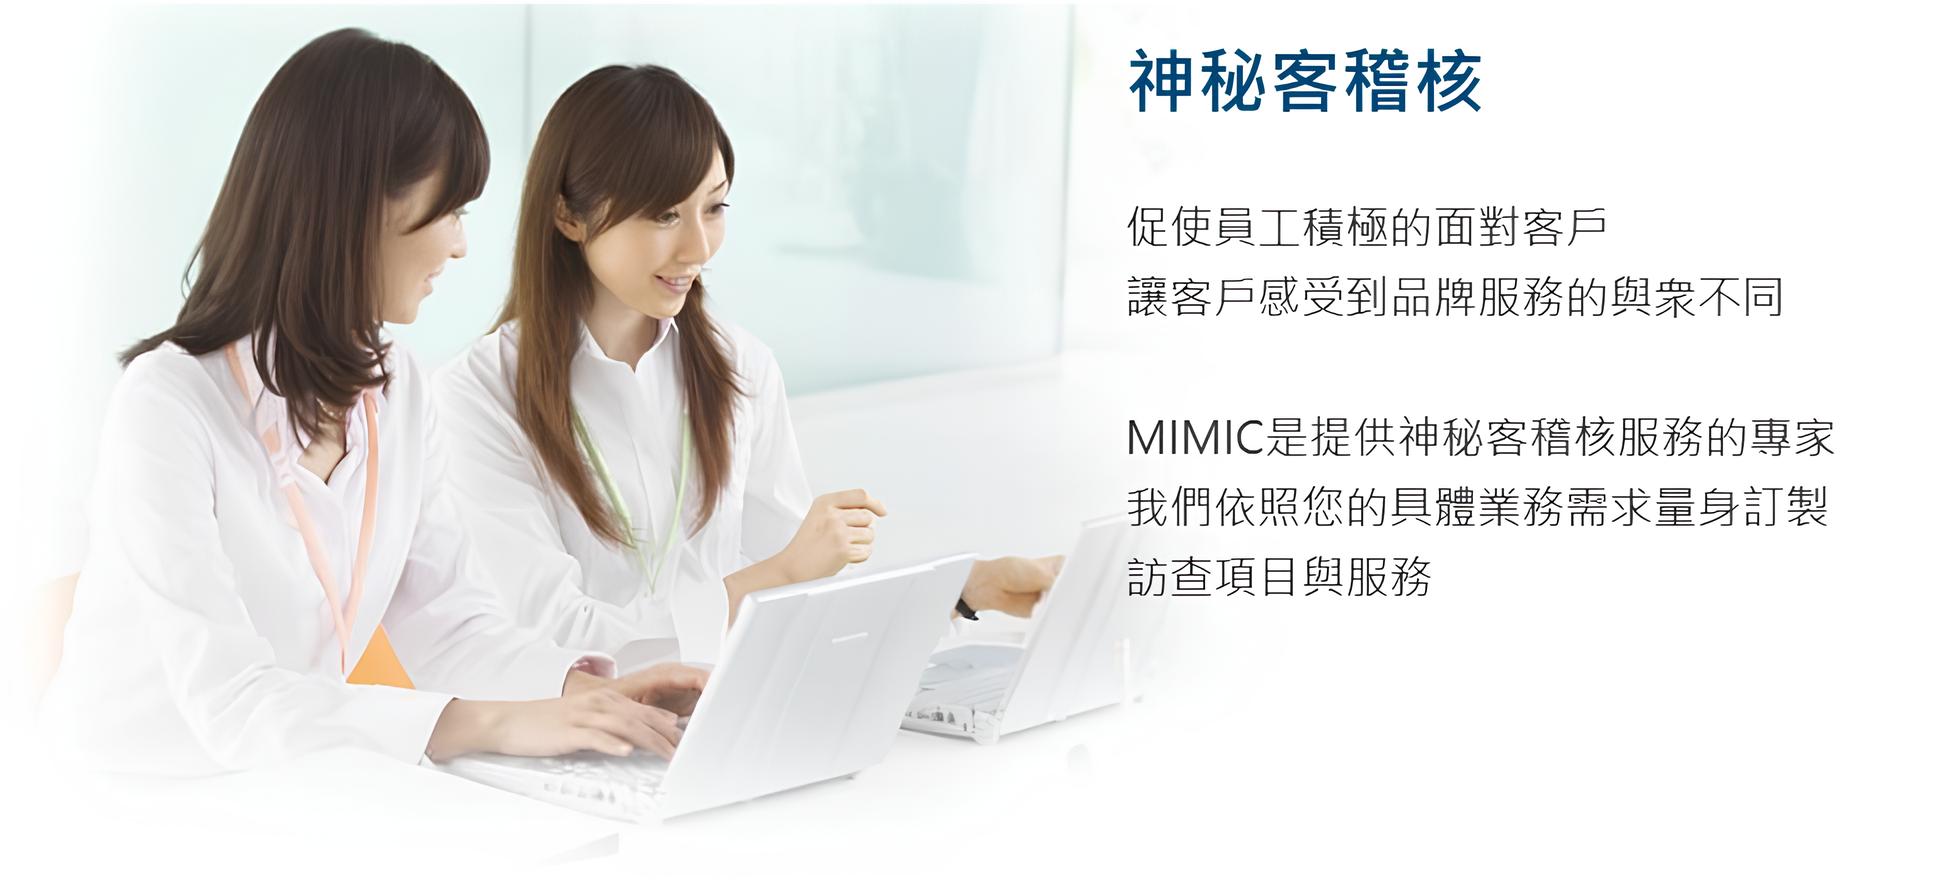 神秘客稽核
促使員工積極的面對客戶
讓客戶感受到品牌服務的與眾不同
MIMIC是提供神秘客稽核服務的專家
我們依照您的具體業務需求量身訂製
訪查項目與服務